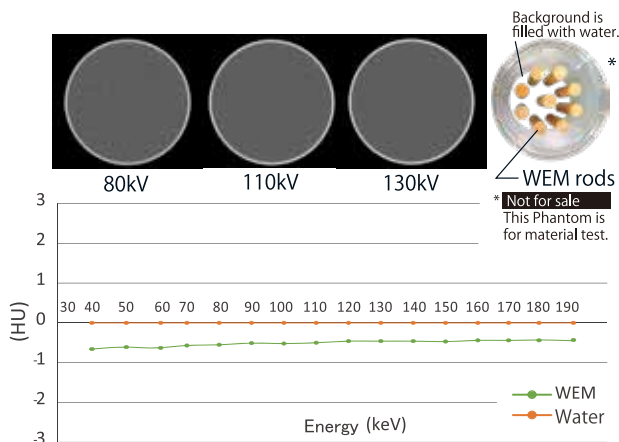 Background is
filled with water.
*
80kV
110kV
130kV
WEM rods
* Not for sale
This Phantom is
for material test.
3
2
1
30 40 50 60 70 80 90 100 110 120 130 140 150 160 170 180 190
0
(HU)
-1
-2
-3
WEM
Water
Energy (keV)